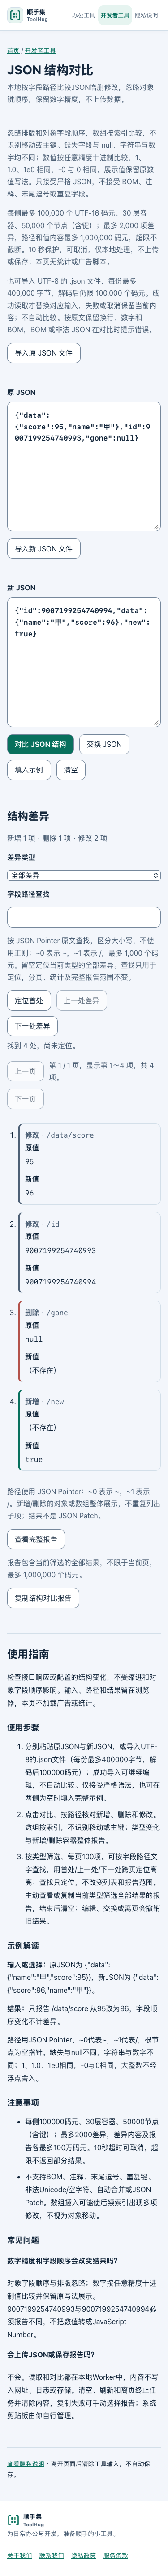 顺手集
ToolHug
办公工具
开发者工具
隐私说明
首页 / 开发者工具
JSON 结构对比
本地按字段路径比较JSON增删修改，忽略对象
键顺序，保留数字精度，不上传数据。
忽略排版和对象字段顺序，数组按索引比较，不
识别移动或主键。缺失字段与 null、字符串与数
字均不同；数值按任意精度十进制比较，1、
1.0、1e0 相同，-0 与 0 相同。展示值保留原数
值写法。只接受严格 JSON，不接受 BOM、注
释、末尾逗号或重复字段。
每侧最多 100,000 个 UTF-16 码元、30 层容
器、50,000 个节点（含键）；最多 2,000 项差
异，路径和值内容最多 1,000,000 码元，超限不
截断。10 秒保护，可取消。仅本地处理，不上传
或保存；本页无统计或广告脚本。
也可导入 UTF-8 的 .json 文件，每份最多
400,000 字节，解码后仍限 100,000 个码元。成
功读取才替换对应输入，失败或取消保留当前内
容；不自动比较。按原文保留换行、数字和
BOM，BOM 或非法 JSON 在对比时提示错误。
导入原 JSON 文件
原 JSON
{"data":
{"score":95,"name":"甲"},"id":9
007199254740993,"gone":null}
导入新 JSON 文件
新 JSON
{"id":9007199254740994,"data":
{"name":"甲","score":96},"new":
true}
对比 JSON 结构
交换 JSON
填入示例
清空
结构差异
新增 1 项 · 删除 1 项 · 修改 2 项
差异类型
全部差异
字段路径查找
按 JSON Pointer 原文查找，区分大小写，不使
用正则；~0 表示 ~，~1 表示 /，最多 1,000 个码
元。留空定位当前类型的全部差异。查找只用于
定位，分页、统计及完整报告范围不变。
定位首处
上一处差异
下一处差异
找到 4 处，尚未定位。
上一页
第 1 / 1 页，显示第 1～4 项，共 4
项。
下一页
1. 修改 · /data/score
原值
95
新值
96
2. 修改 · /id
原值
9007199254740993
新值
9007199254740994
3. 删除 · /gone
原值
null
新值
（不存在）
4. 新增 · /new
原值
（不存在）
新值
true
路径使用 JSON Pointer：~0 表示 ~，~1 表示
/。新增/删除的对象或数组整体展示，不重复列出
子项；结果不是 JSON Patch。
查看完整报告
报告包含当前筛选的全部结果，不限于当前页，
最多 1,000,000 个码元。
复制结构对比报告
使用指南
检查接口响应或配置的结构变化，不受缩进和对
象字段顺序影响。输入、路径和结果留在浏览
器，本页不加载广告或统计。
使用步骤
1. 分别粘贴原JSON与新JSON，或导入UTF-
8的.json文件（每份最多400000字节，解
码后100000码元）；成功导入可继续编
辑，不自动比较。仅接受严格语法，也可在
两侧为空时填入完整示例。
2. 点击对比，按路径核对新增、删除和修改。
数组按索引，不识别移动或主键；类型变化
与新增/删除容器整体报告。
3. 按类型筛选，每页100项。可按字段路径文
字查找，用首处/上一处/下一处跨页定位高
亮；查找只定位，不改变列表和报告范围。
主动查看或复制当前类型筛选全部结果的报
告，结束后清空；编辑、交换或离页会撤销
旧结果。
示例解读
输入或选择：原JSON为 {"data":
{"name":"甲","score":95}}，新JSON为 {"data":
{"score":96,"name":"甲"}}。
结果：只报告 /data/score 从95改为96，字段顺
序变化不计差异。
路径用JSON Pointer，~0代表~，~1代表/，根节
点为空指针。缺失与null不同，字符串与数字不
同；1、1.0、1e0相同，-0与0相同，大整数不经
浮点舍入。
注意事项
• 每侧100000码元、30层容器、50000节点
（含键）；最多2000差异，差异内容及报
告各最多100万码元。10秒超时可取消，超
限不返回部分结果。
• 不支持BOM、注释、末尾逗号、重复键、
非法Unicode/空字符、自动合并或JSON
Patch。数组插入可能使后续索引出现多项
修改，不视为对象移动。
常见问题
数字精度和字段顺序会改变结果吗？
对象字段顺序与排版忽略；数字按任意精度十进
制值比较并保留原写法展示。
9007199254740993与9007199254740994必
须报告不同，不把数值转成JavaScript
Number。
会上传JSON或保存报告吗？
不会。读取和对比都在本地Worker中，内容不写
入网址、日志或存储。清空、刷新和离页终止任
务并清除内容，复制失败可手动选择报告；系统
剪贴板由你自行管理。
查看隐私说明 · 离开页面后清除工具输入，不自动保
存。
顺手集
ToolHug
为日常办公与开发，准备顺手的小工具。
关于我们
联系我们
隐私政策
服务条款